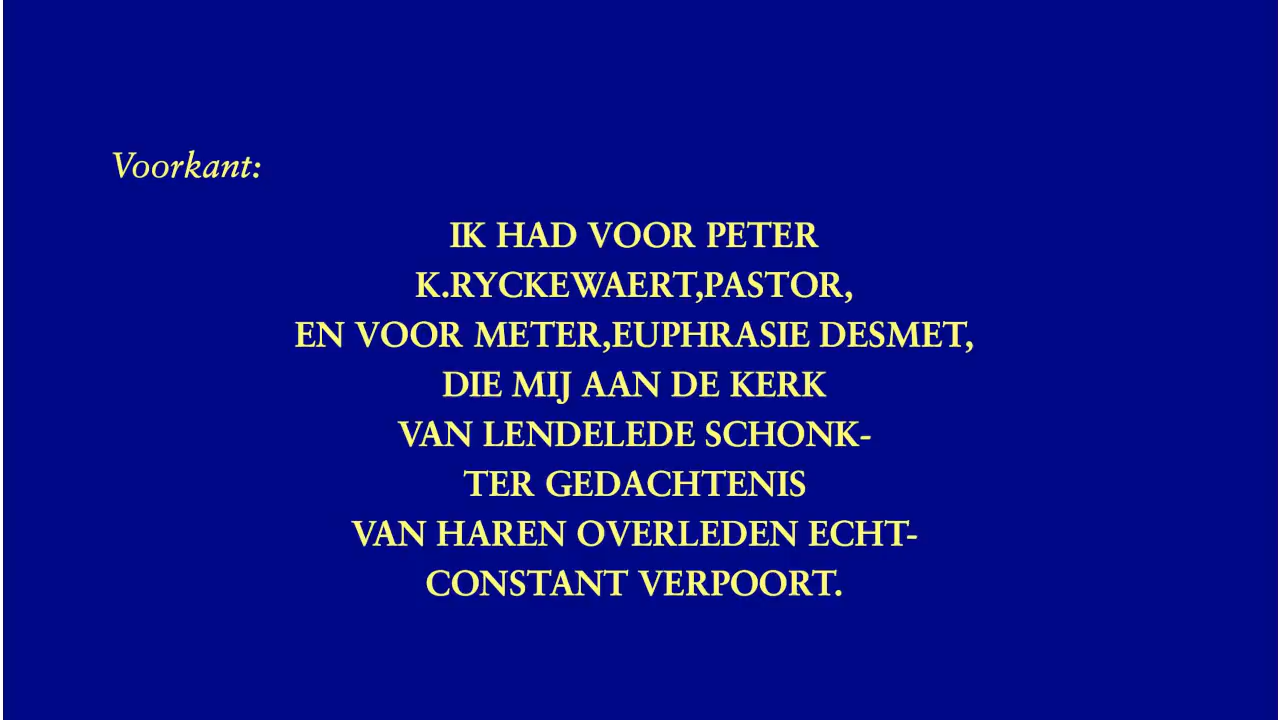 Voorkant:
IK HAD VOOR PETER
K.RYCKEWAERT,PASTOR,
EN VOOR METER,EUPHRASIE DESMET,
DIE MIJ AAN DE KERK
VAN LENDELEDE SCHONK-
TER GEDACHTENIS
VAN HAREN OVERLEDEN ECHT-
CONSTANT VERPOORT.